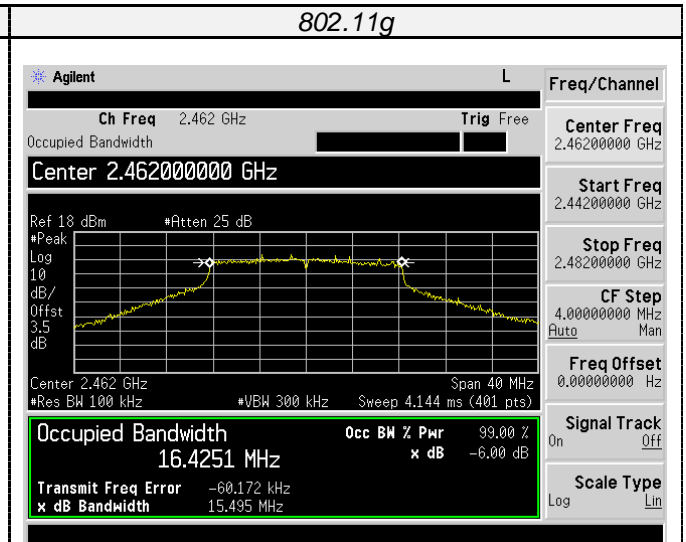 802.11g
Agilent L
Freq/Channel
Ch Freq 2.462 GHz Trig Free
Occupied Bandwidth
Center 2.462000000 GHz
Center Freq
2.46200000 GHz
Start Freq
2.44200000 GHz
Stop Freq
2.48200000 GHz
CF Step
4.00000000 MHz
Auto Man
Freq Offset
0.00000000 Hz
Signal Track
On Off
Scale Type
Log Lin
Ref 18 dBm #Atten 25 dB
#Peak
Log
10
dB/
Offst
3.5
dB
Center 2.462 GHz Span 40 MHz
#Res BW 100 kHz #VBW 300 kHz Sweep 4.144 ms (401 pts)
Occupied Bandwidth Occ BW % Pwr 99.00 %
16.4251 MHz x dB -6.00 dB
Transmit Freq Error -60.172 kHz
x dB Bandwidth 15.495 MHz